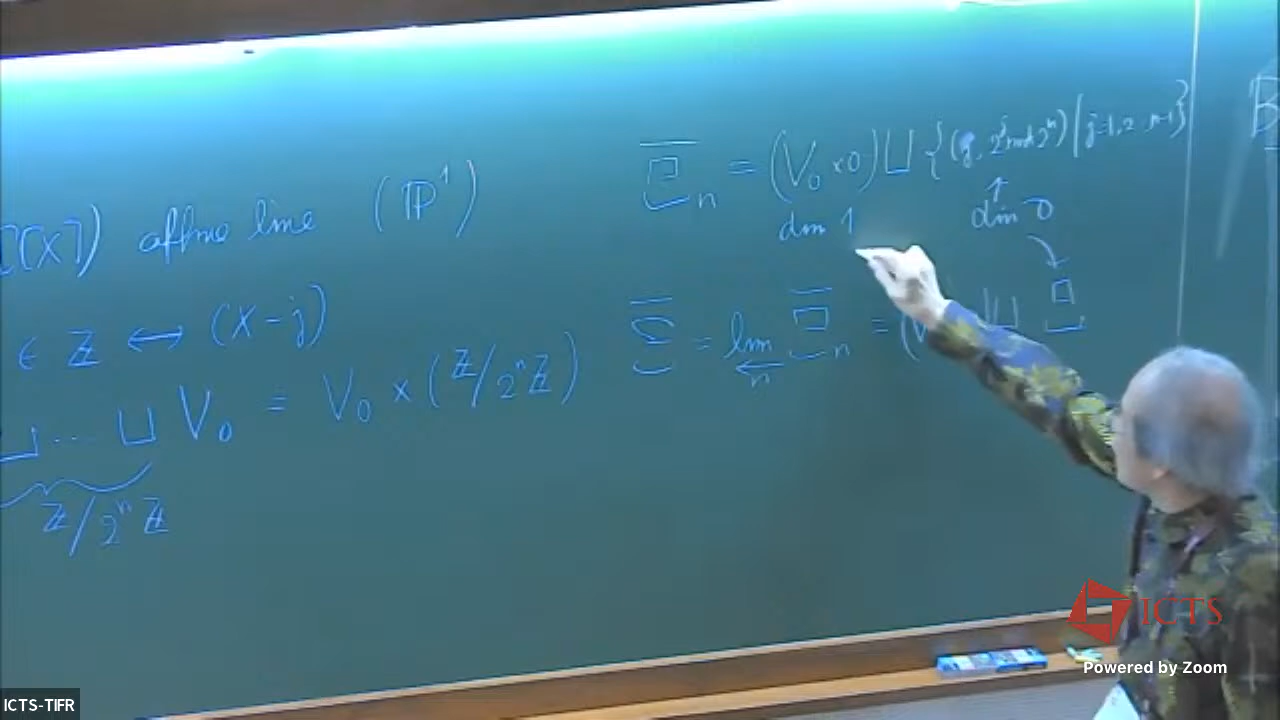 [X]) affine line (ℙ¹)
∈ ℤ ↔ (X-j)
⊔ ... ⊔ V₀ = V₀ × (ℤ/2ⁿℤ)
ℤ/2ⁿℤ
n = (V₀ × 0) ⊔ {( , 2ʲ mod 2ⁿ) | j=1,2, n-1}
dim 1
dim 0
= lim n = (V ⊔
n
ICTS
Powered by Zoom
ICTS-TIFR